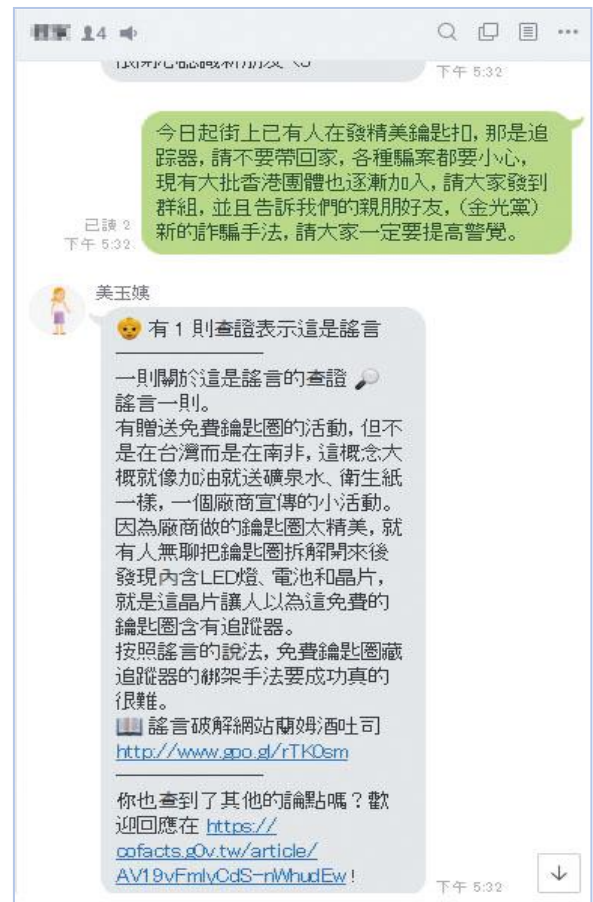 4
很開心認識新朋友 <3
下午 5:32
今日起街上已有人在發精美鑰匙扣，那是追
踪器，請不要帶回家，各種騙案都要小心，
現有大批香港團體也逐漸加入，請大家發到
群組，並且告訴我們的親朋好友，（金光黨）
新的詐騙手法，請大家一定要提高警覺。
已讀 2
下午 5:32
美玉姨
有 1 則查證表示這是謠言
一則關於這是謠言的查證
謠言一則。
有贈送免費鑰匙圈的活動，但不
是在台灣而是在南非，這概念大
概就像加油就送礦泉水、衛生紙
一樣，一個廠商宣傳的小活動。
因為廠商做的鑰匙圈太精美，就
有人無聊把鑰匙圈拆解開來後
發現內含LED燈、電池和晶片，
就是這晶片讓人以為這免費的
鑰匙圈含有追蹤器。
按照謠言的說法，免費鑰匙圈藏
追蹤器的綁架手法要成功真的
很難。
謠言破解網站蘭姆酒吐司
http://www.goo.gl/rTK0sm
你也查到了其他的論點嗎？歡
迎回應在 https://
cofacts.g0v.tw/article/
AV19vFmlyCdS-nWhudEw！
下午 5:32